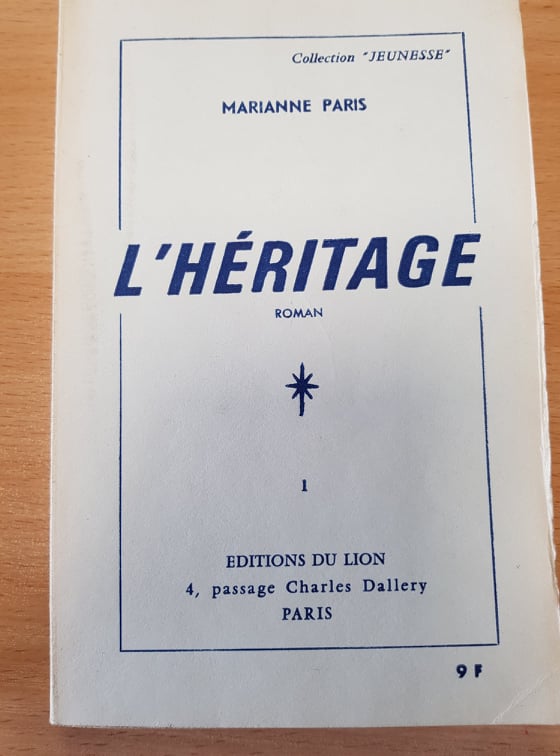 Collection "JEUNESSE"
MARIANNE PARIS
L'HÉRITAGE
ROMAN
1
EDITIONS DU LION
4, passage Charles Dallery
PARIS
9 F